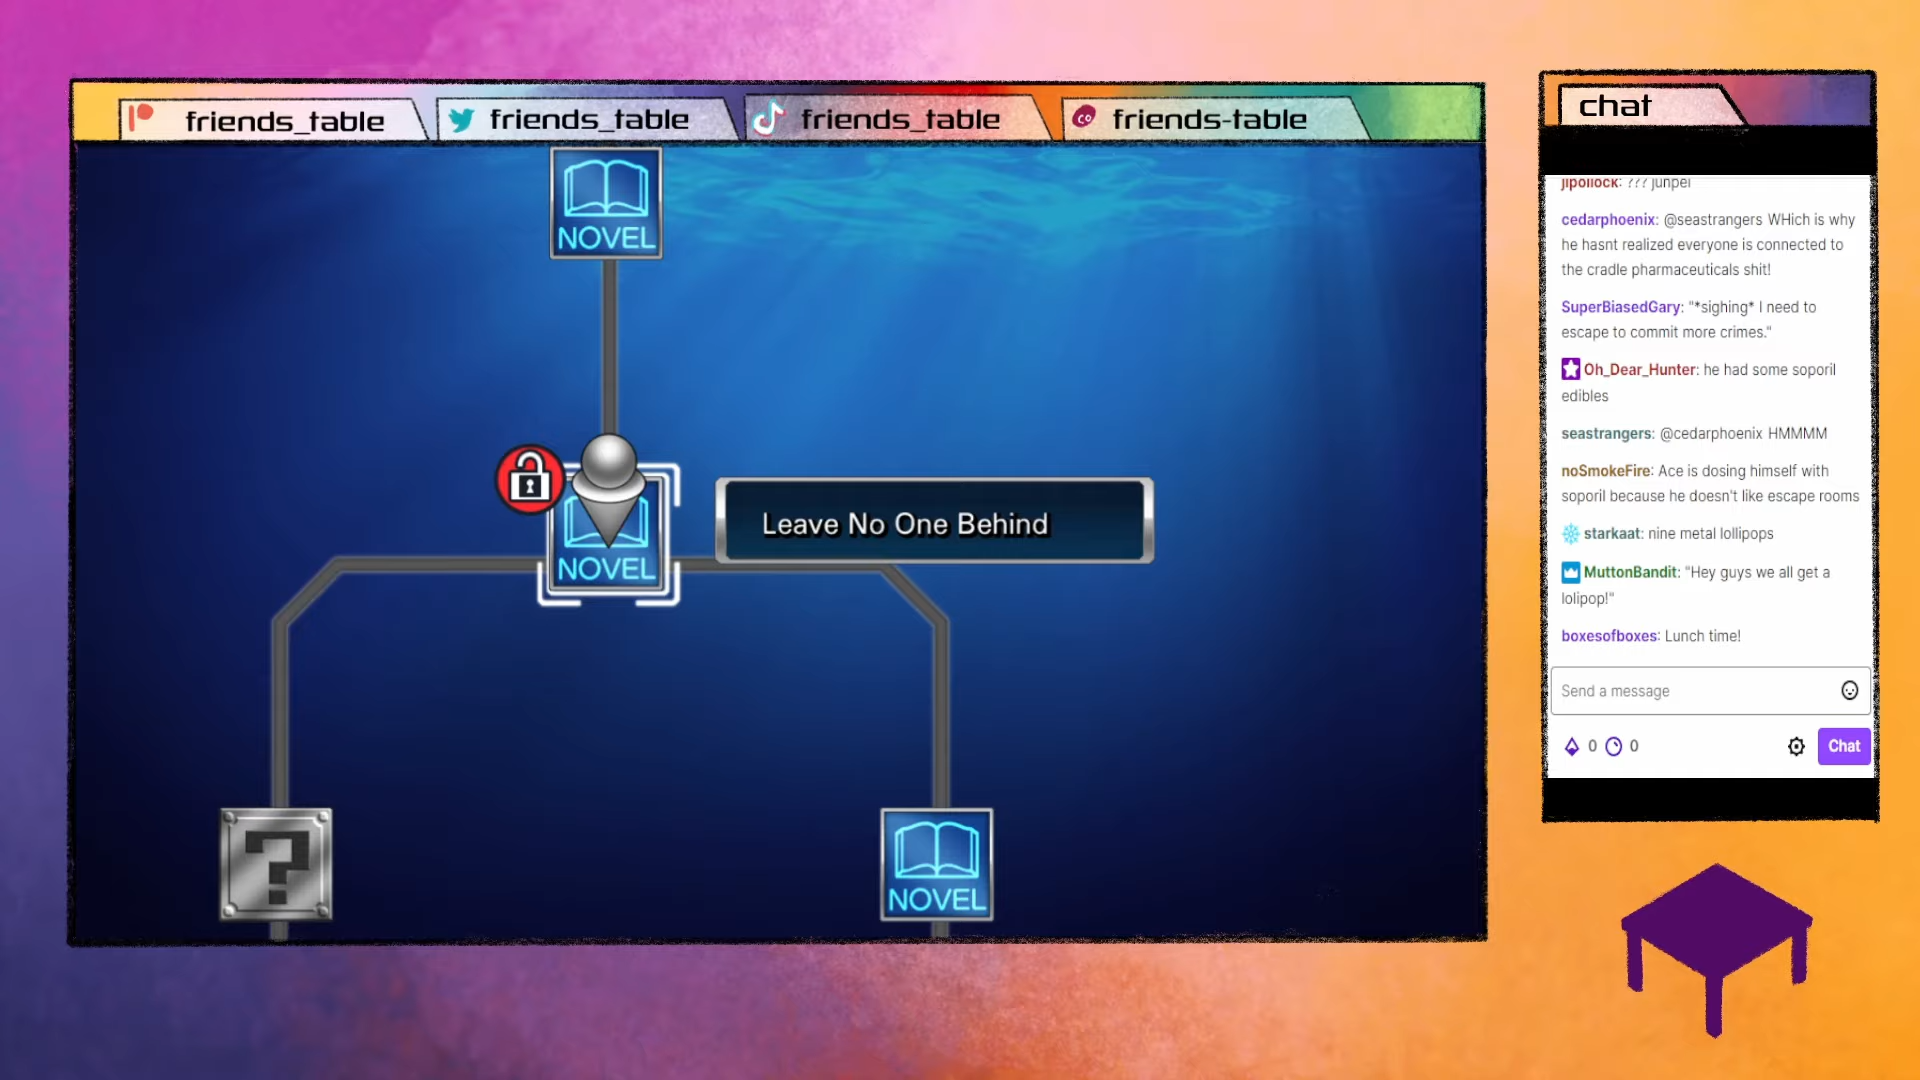 friends_table
friends_table
friends_table
co
friends-table
NOVEL
NOVEL
Leave No One Behind
?
NOVEL
chat
jipollock: ??? junpei
cedarphoenix: @seastrangers WHich is why
he hasnt realized everyone is connected to
the cradle pharmaceuticals shit!
SuperBiasedGary: "*sighing* I need to
escape to commit more crimes."
Oh_Dear_Hunter: he had some soporil
edibles
seastrangers: @cedarphoenix HMMMM
noSmokeFire: Ace is dosing himself with
soporil because he doesn't like escape rooms
starkaat: nine metal lollipops
MuttonBandit: "Hey guys we all get a
lolipop!"
boxesofboxes: Lunch time!
Send a message
0 0
Chat